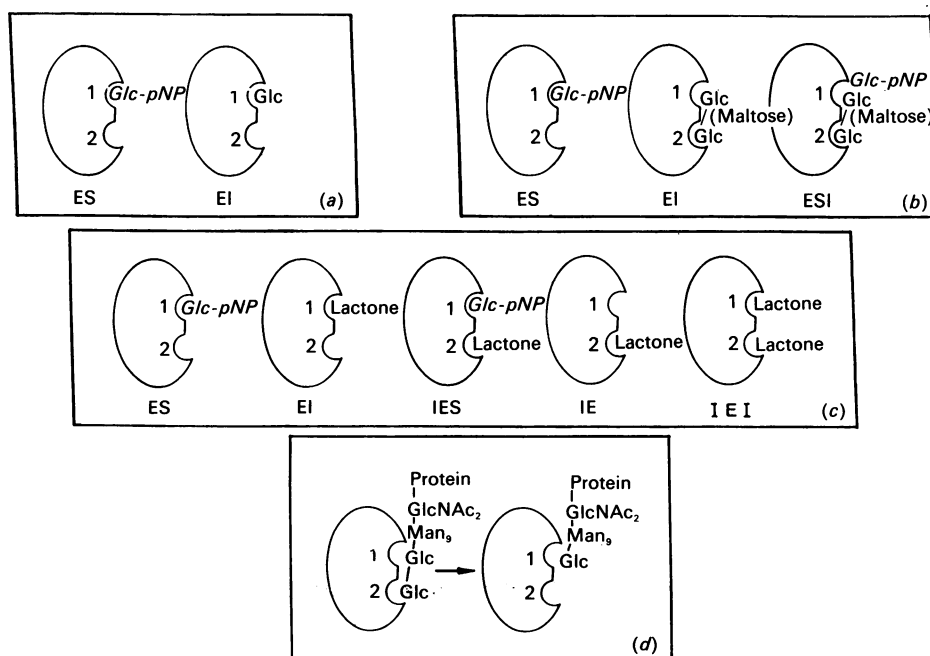 1 Glc-pNP 1 Glc
2 2
ES EI (a)
1 Glc-pNP 1 Glc 1 Glc-pNP
Glc
(Maltose) (Maltose)
2 2 Glc 2 Glc
ES EI ESI (b)
1 Glc-pNP 1 Lactone 1 Glc-pNP 1 1 Lactone
2 2 2 Lactone 2 Lactone 2 Lactone
ES EI IES IE I E I (c)
Protein Protein
GlcNAc₂ GlcNAc₂
Man₉ Man₉
1 Glc 1 Glc
2 Glc 2
(d)